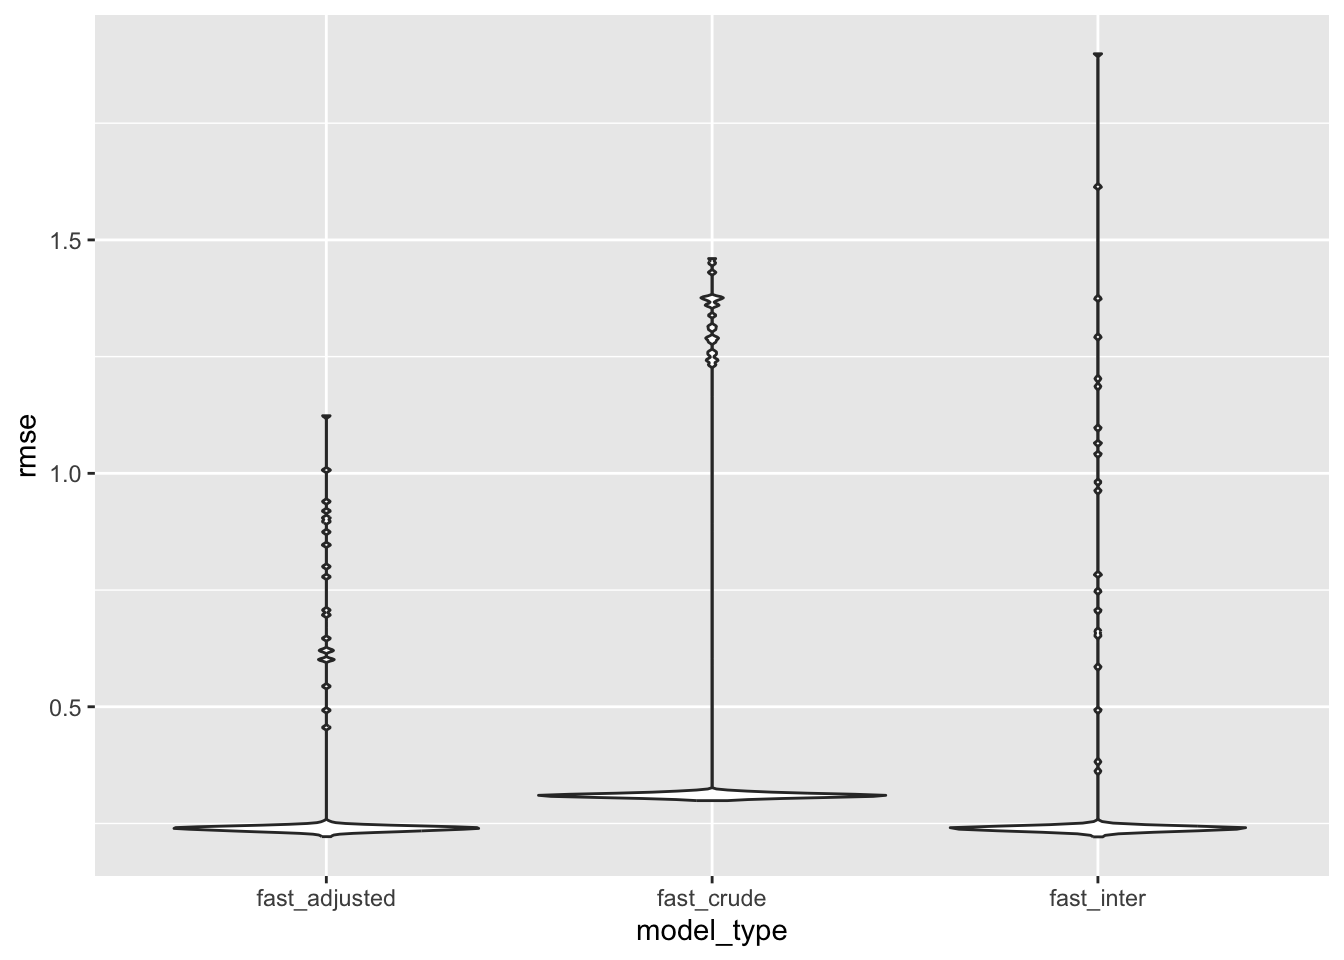 rmse
1.5
1.0
0.5
fast_adjusted
fast_crude
fast_inter
model_type